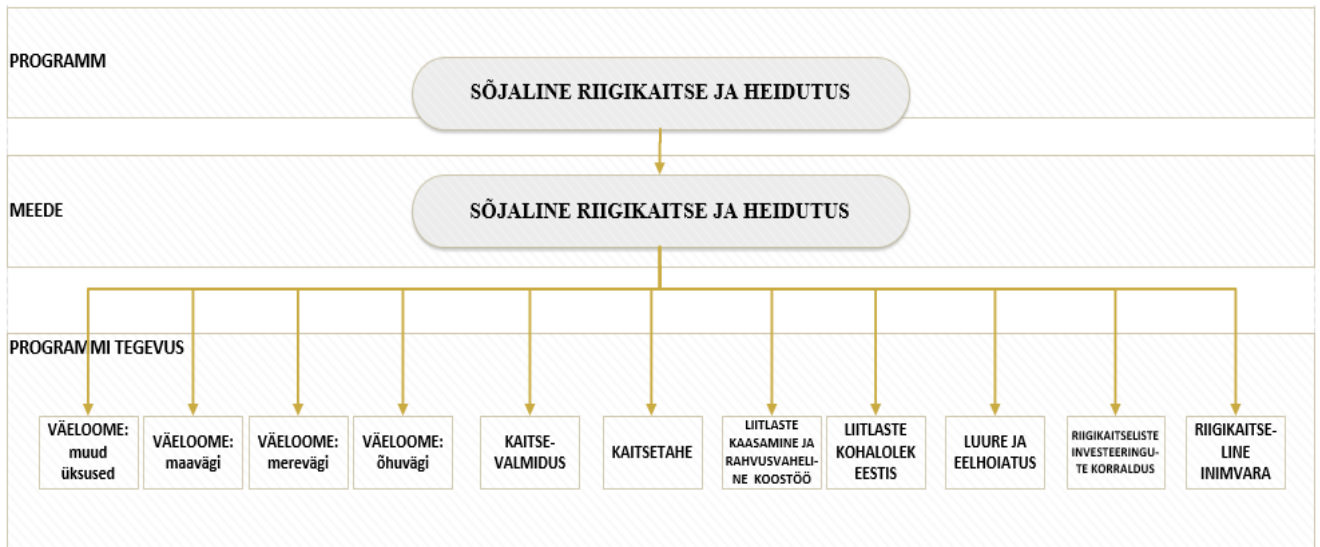 PROGRAMM
SÕJALINE RIIGIKAITSE JA HEIDUTUS
MEEDE
SÕJALINE RIIGIKAITSE JA HEIDUTUS
PROGRAMMI TEGEVUS
VÄELOOME:
muud
üksused
VÄELOOME:
maavägi
VÄELOOME:
merevägi
VÄELOOME:
õhuvägi
KAITSE-
VALMIDUS
KAITSETAHE
LIITLASTE
KAASAMINE JA
RAHVUSVAHELI-
NE KOOSTÖÖ
LIITLASTE
KOHALOLEK
EESTIS
LUURE JA
EELHOIATUS
RIIGIKAITSELISTE
INVESTEERINGU-
TE KORRALDUS
RIIGIKAITSE-
LINE
INIMVARA